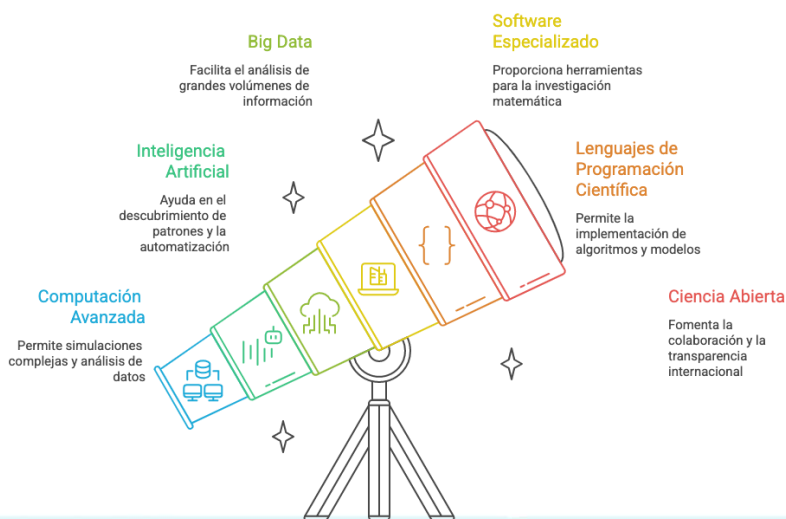 Big Data
Facilita el análisis de
grandes volúmenes de
información
Software
Especializado
Proporciona herramientas
para la investigación
matemática
Inteligencia
Artificial
Ayuda en el
descubrimiento de
patrones y la
automatización
Lenguajes de
Programación
Científica
Permite la
implementación de
algoritmos y modelos
Computación
Avanzada
Permite simulaciones
complejas y análisis de
datos
Ciencia Abierta
Fomenta la
colaboración y la
transparencia
internacional